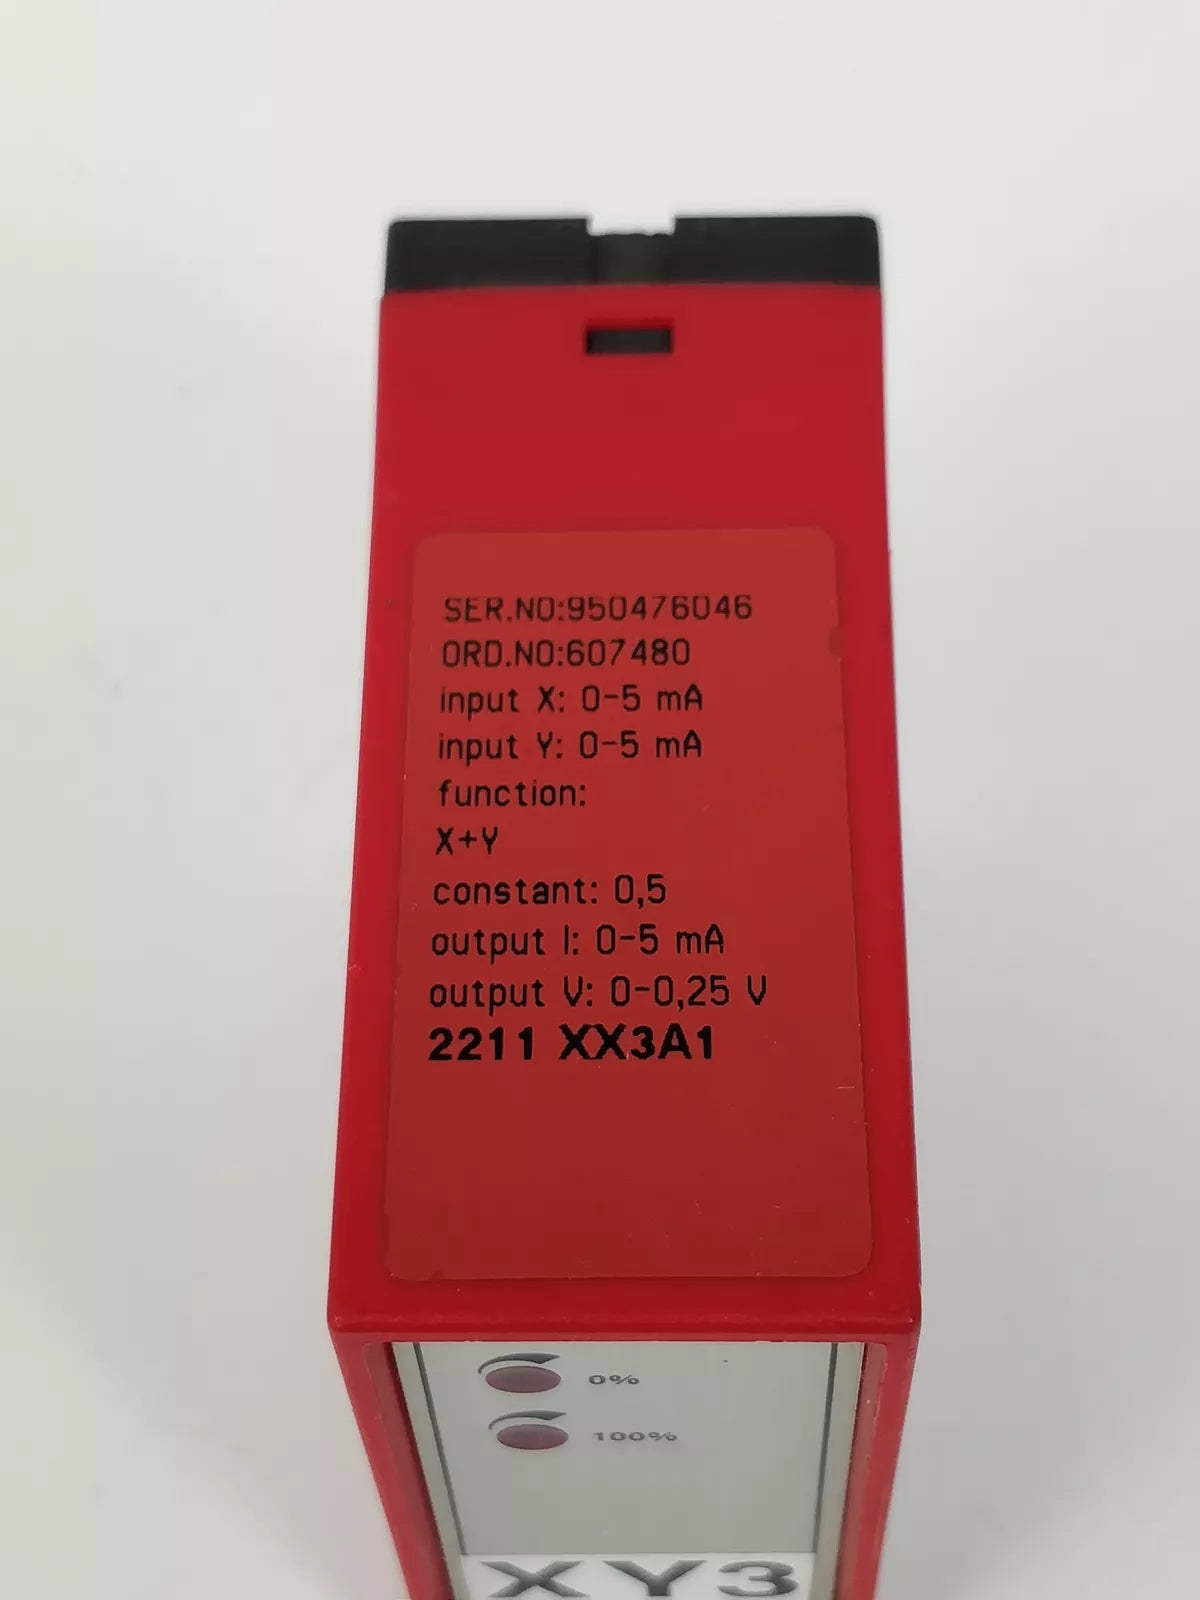 SER.NO:950476046
ORD.NO:607480
input X: 0-5 mA
input Y: 0-5 mA
function:
X+Y
constant: 0,5
output I: 0-5 mA
output V: 0-0,25 V
2211 XX3A1
0%
100%
XY3